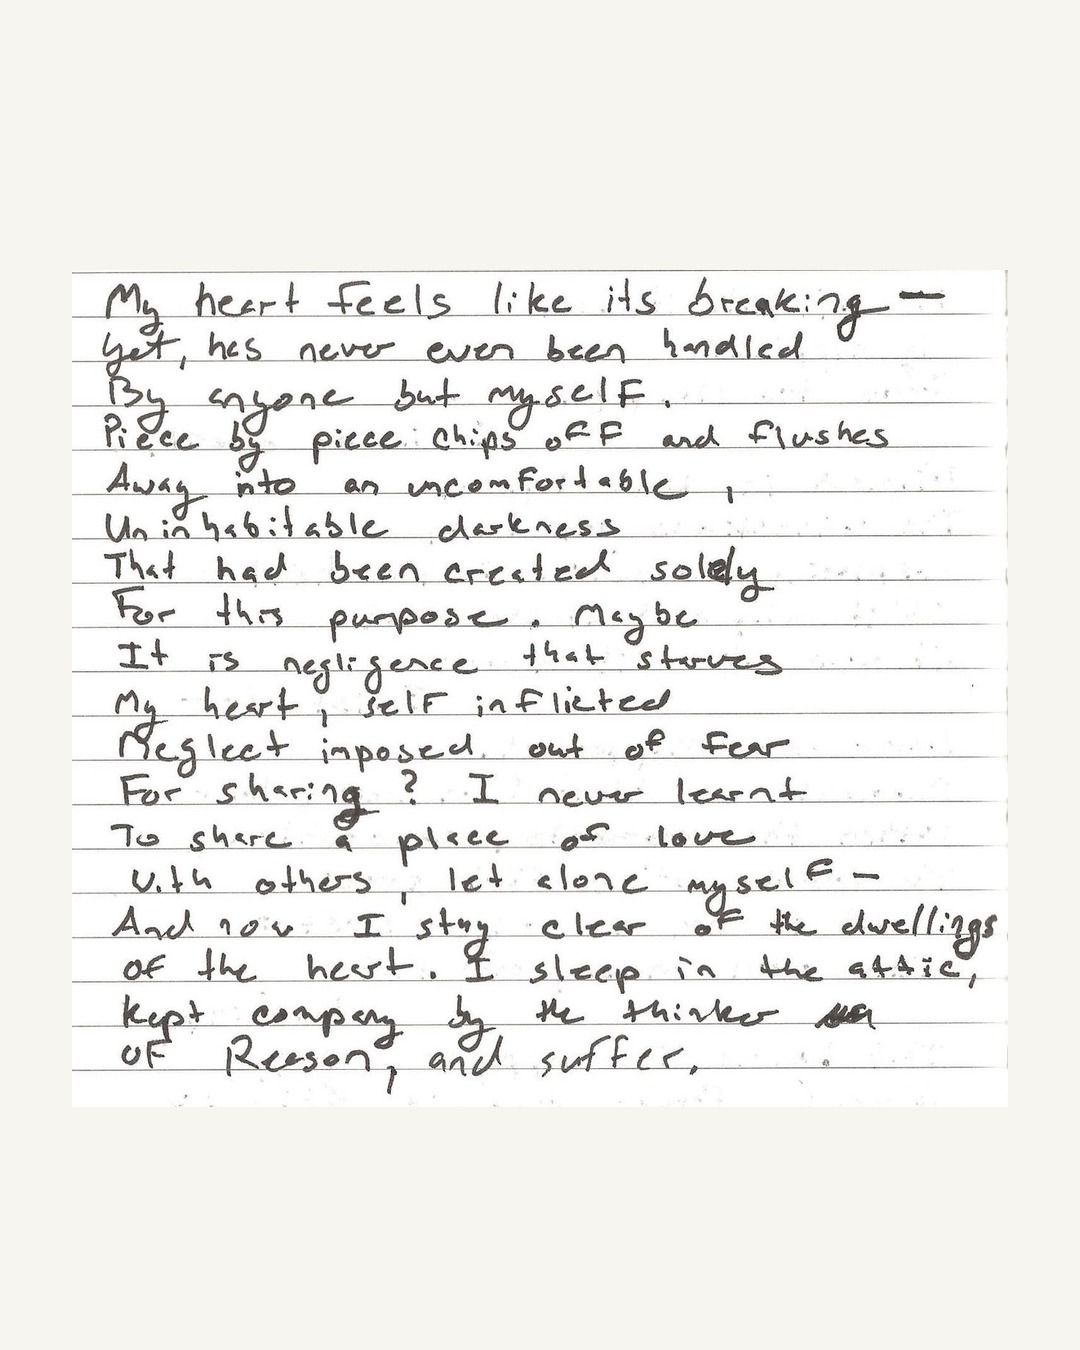 My heart feels like its breaking —
Yet, has never even been handled
By anyone but myself.
Piece by piece chips off and flushes
Away into an uncomfortable,
Uninhabitable darkness
That had been created solely
For this purpose. Maybe
It is negligence that starves
My heart, self inflicted
Neglect imposed out of fear
For sharing? I never learnt
To share a place of love
With others, let alone myself —
And now I stay clear of the dwellings
of the heart. I sleep in the attic,
kept company by the thinker
of Reason, and suffer.